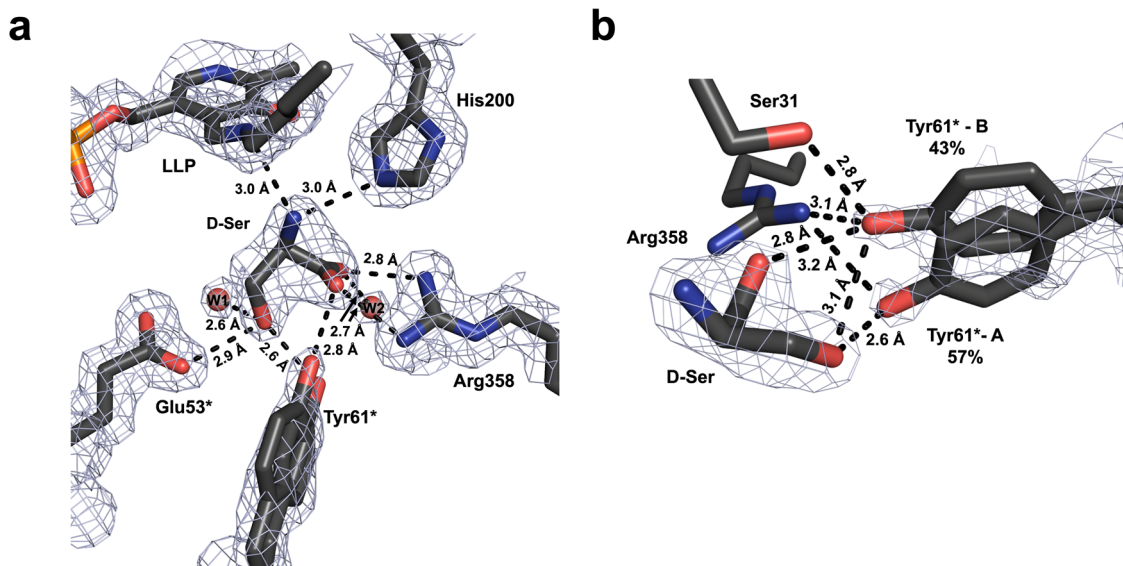 a
His200
LLP
3.0 Å
3.0 Å
D-Ser
2.8 Å
W1
W2
2.6 Å
2.7 Å
2.9 Å
2.6 Å
2.8 Å
Arg358
Glu53*
Tyr61*
b
Ser31
Tyr61* - B
43%
2.8 Å
3.1 Å
Arg358
2.8 Å
3.2 Å
3.1 Å
2.6 Å
Tyr61*- A
57%
D-Ser